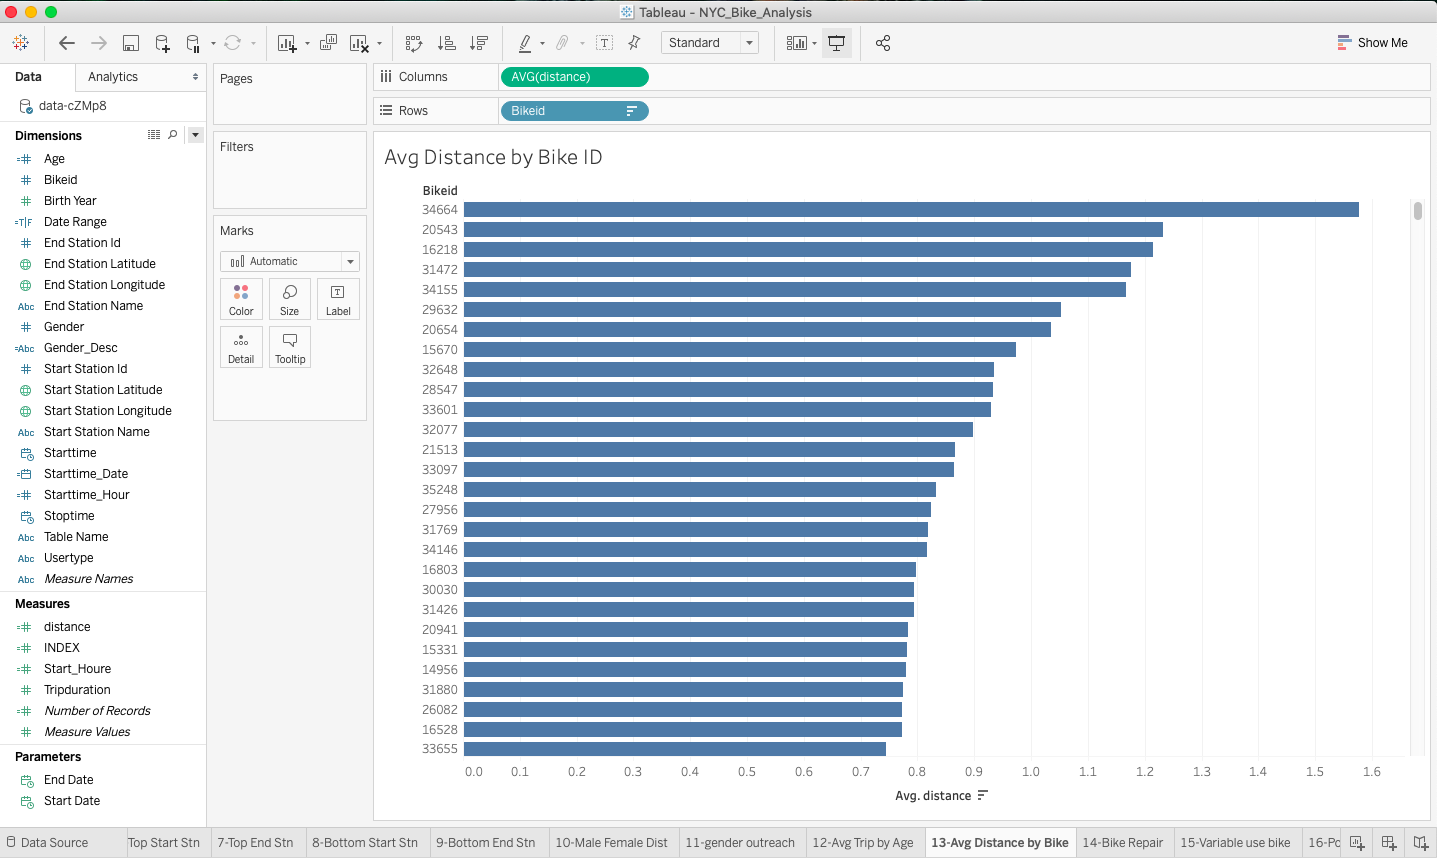 Tableau - NYC_Bike_Analysis
Standard
Show Me
Data
Analytics
data-cZMp8
Dimensions
Age
Bikeid
Birth Year
T|F Date Range
End Station Id
End Station Latitude
End Station Longitude
Abc End Station Name
Gender
Abc Gender_Desc
Start Station Id
Start Station Latitude
Start Station Longitude
Abc Start Station Name
Starttime
Starttime_Date
Starttime_Hour
Stoptime
Abc Table Name
Abc Usertype
Abc Measure Names
Measures
distance
INDEX
Start_Houre
Tripduration
Number of Records
Measure Values
Parameters
End Date
Start Date
Pages
Filters
Marks
Automatic
Color Size Label
Detail Tooltip
Columns AVG(distance)
Rows Bikeid
Avg Distance by Bike ID
Bikeid
34664
20543
16218
31472
34155
29632
20654
15670
32648
28547
33601
32077
21513
33097
35248
27956
31769
34146
16803
30030
31426
20941
15331
14956
31880
26082
16528
33655
0.0 0.1 0.2 0.3 0.4 0.5 0.6 0.7 0.8 0.9 1.0 1.1 1.2 1.3 1.4 1.5 1.6
Avg. distance
Data Source Top Start Stn 7-Top End Stn 8-Bottom Start Stn 9-Bottom End Stn 10-Male Female Dist 11-gender outreach 12-Avg Trip by Age 13-Avg Distance by Bike 14-Bike Repair 15-Variable use bike 16-Po